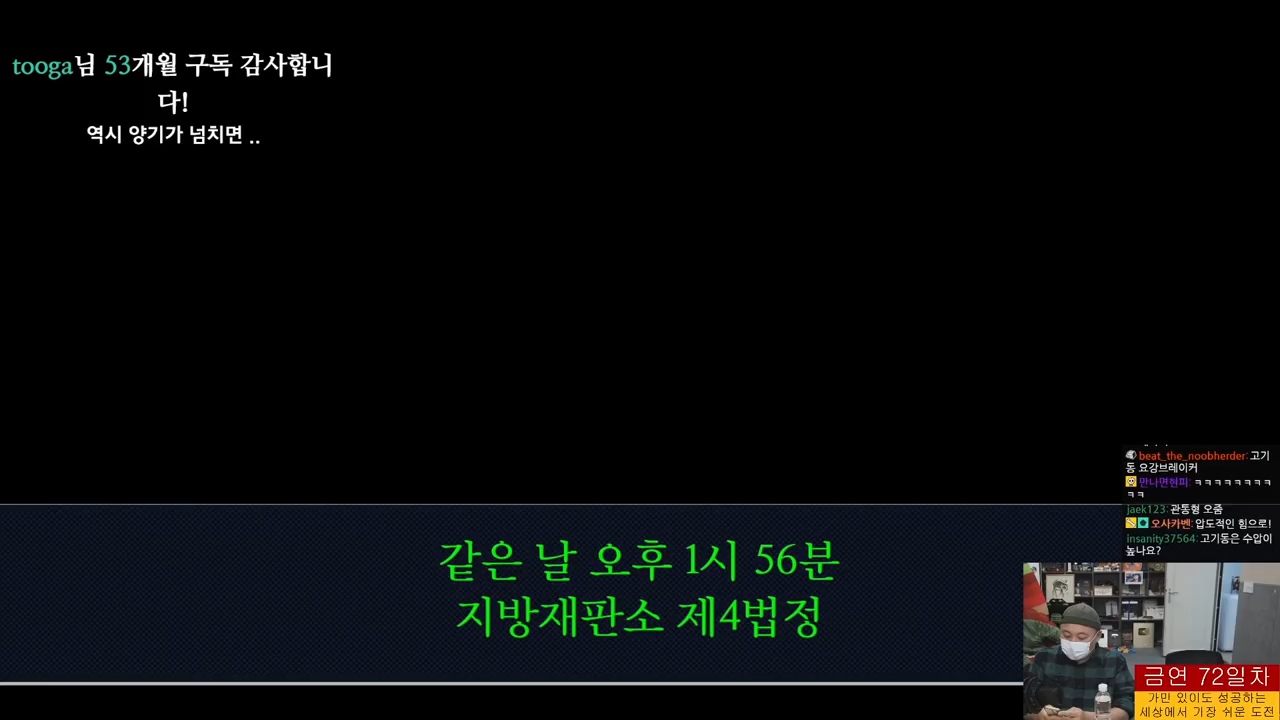 tooga님 53개월 구독 감사합니
다!
역시 양기가 넘치면 ..
beat_the_noobherder: 고기
동 요강브레이커
만나면현피: ㅋㅋㅋㅋㅋㅋㅋㅋ
ㅋㅋ
jaek123: 관통형 오줌
오사카벤: 압도적인 힘으로!
insanity37564: 고기동은 수압이
높나요?
같은 날 오후 1시 56분
지방재판소 제4법정
금연 72일차
가민 있이도 성공하는
세상에서 기장 쉬운 도전